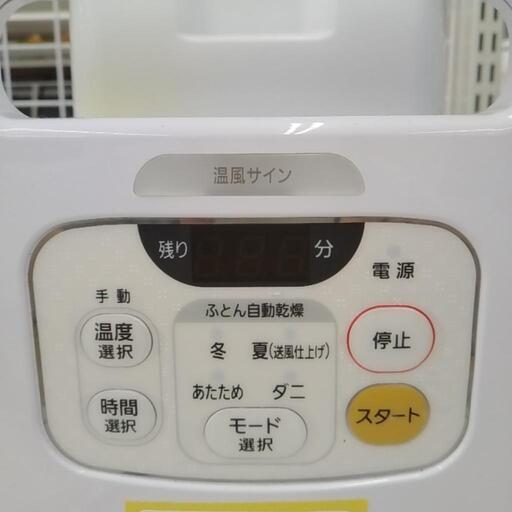 温風サイン
残り 分
電源
手動
ふとん自動乾燥
温度
選択
停止
冬 夏(送風仕上げ)
あたため ダニ
時間
選択
モード
選択
スタート